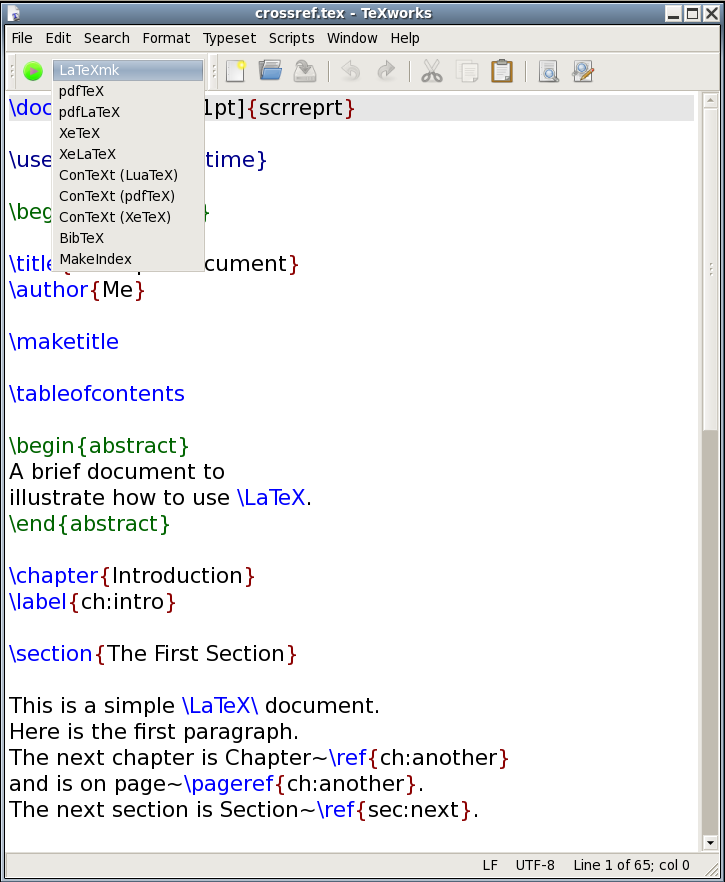 crossref.tex - TeXworks
File Edit Search Format Typeset Scripts Window Help
LaTeXmk
pdfTeX
pdfLaTeX
XeTeX
XeLaTeX
ConTeXt (LuaTeX)
ConTeXt (pdfTeX)
ConTeXt (XeTeX)
BibTeX
MakeIndex
\doc 1pt]{scrreprt}
\use time}
\beg }
\title{ cument}
\author{Me}
\maketitle
\tableofcontents
\begin{abstract}
A brief document to
illustrate how to use \LaTeX.
\end{abstract}
\chapter{Introduction}
\label{ch:intro}
\section{The First Section}
This is a simple \LaTeX\ document.
Here is the first paragraph.
The next chapter is Chapter~\ref{ch:another}
and is on page~\pageref{ch:another}.
The next section is Section~\ref{sec:next}.
LF UTF-8 Line 1 of 65; col 0